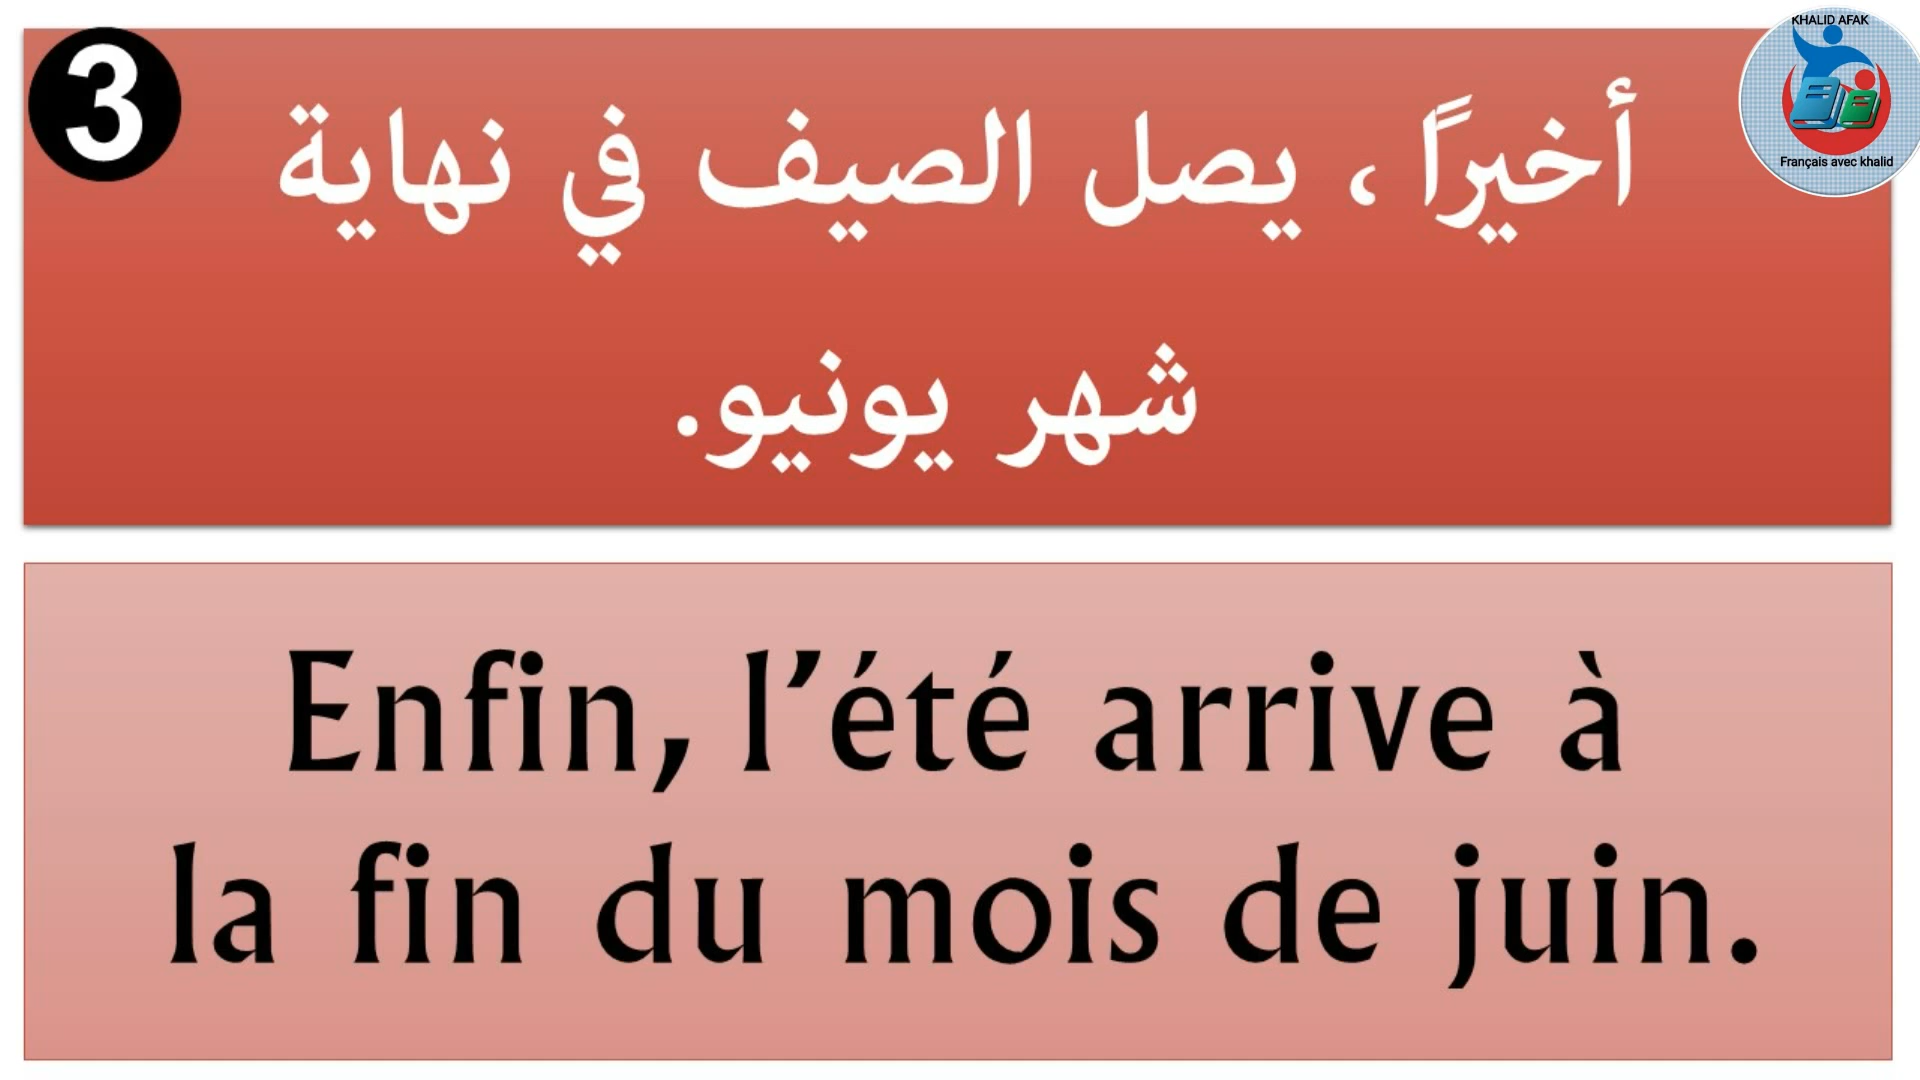 3
KHALID AFAK
Français avec khalid
أخيراً ، يصل الصيف في نهاية
شهر يونيو.
Enfin, l’été arrive à
la fin du mois de juin.